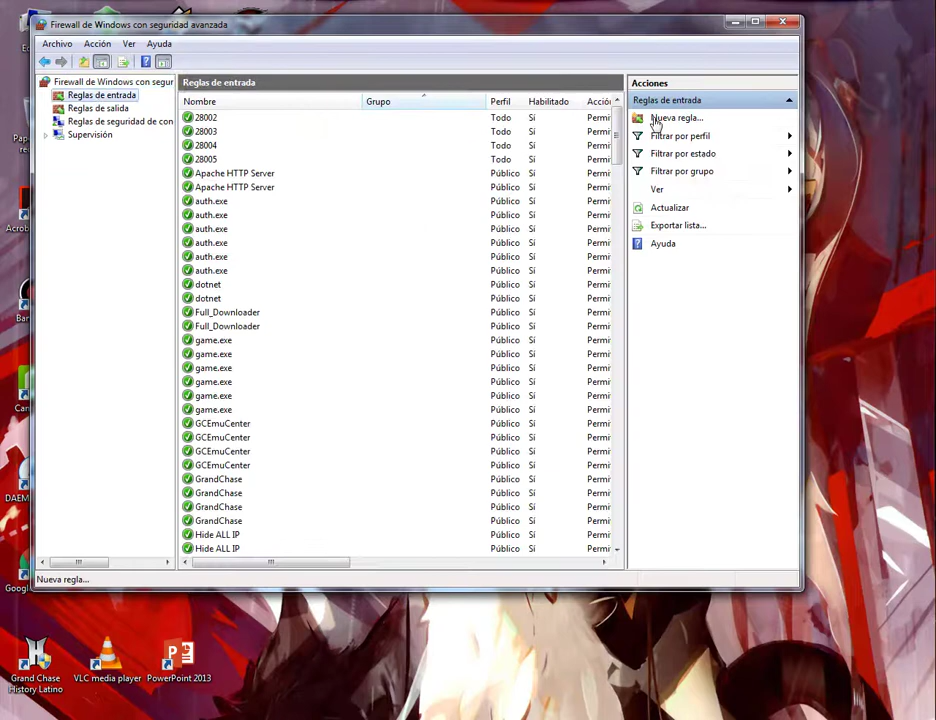 Firewall de Windows con seguridad avanzada
Archivo Acción Ver Ayuda
Firewall de Windows con segur
Reglas de entrada
Reglas de salida
Reglas de seguridad de con
Supervisión
Reglas de entrada
Nombre Grupo Perfil Habilitado Acció
28002 Todo Sí Permi
28003 Todo Sí Permi
28004 Todo Sí Permi
28005 Todo Sí Permi
Apache HTTP Server Público Sí Permi
Apache HTTP Server Público Sí Permi
auth.exe Público Sí Permi
auth.exe Público Sí Permi
auth.exe Público Sí Permi
auth.exe Público Sí Permi
auth.exe Público Sí Permi
auth.exe Público Sí Permi
dotnet Público Sí Permi
dotnet Público Sí Permi
Full_Downloader Público Sí Permi
Full_Downloader Público Sí Permi
game.exe Público Sí Permi
game.exe Público Sí Permi
game.exe Público Sí Permi
game.exe Público Sí Permi
game.exe Público Sí Permi
game.exe Público Sí Permi
GCEmuCenter Público Sí Permi
GCEmuCenter Público Sí Permi
GCEmuCenter Público Sí Permi
GCEmuCenter Público Sí Permi
GrandChase Público Sí Permi
GrandChase Público Sí Permi
GrandChase Público Sí Permi
GrandChase Público Sí Permi
Hide ALL IP Público Sí Permi
Hide ALL IP Público Sí Permi
Acciones
Reglas de entrada
Nueva regla...
Filtrar por perfil
Filtrar por estado
Filtrar por grupo
Ver
Actualizar
Exportar lista...
Ayuda
Nueva regla...
Pap
re
Acro
Bar
Can
DAEM
Googl
Grand Chase
History Latino
VLC media player
PowerPoint 2013